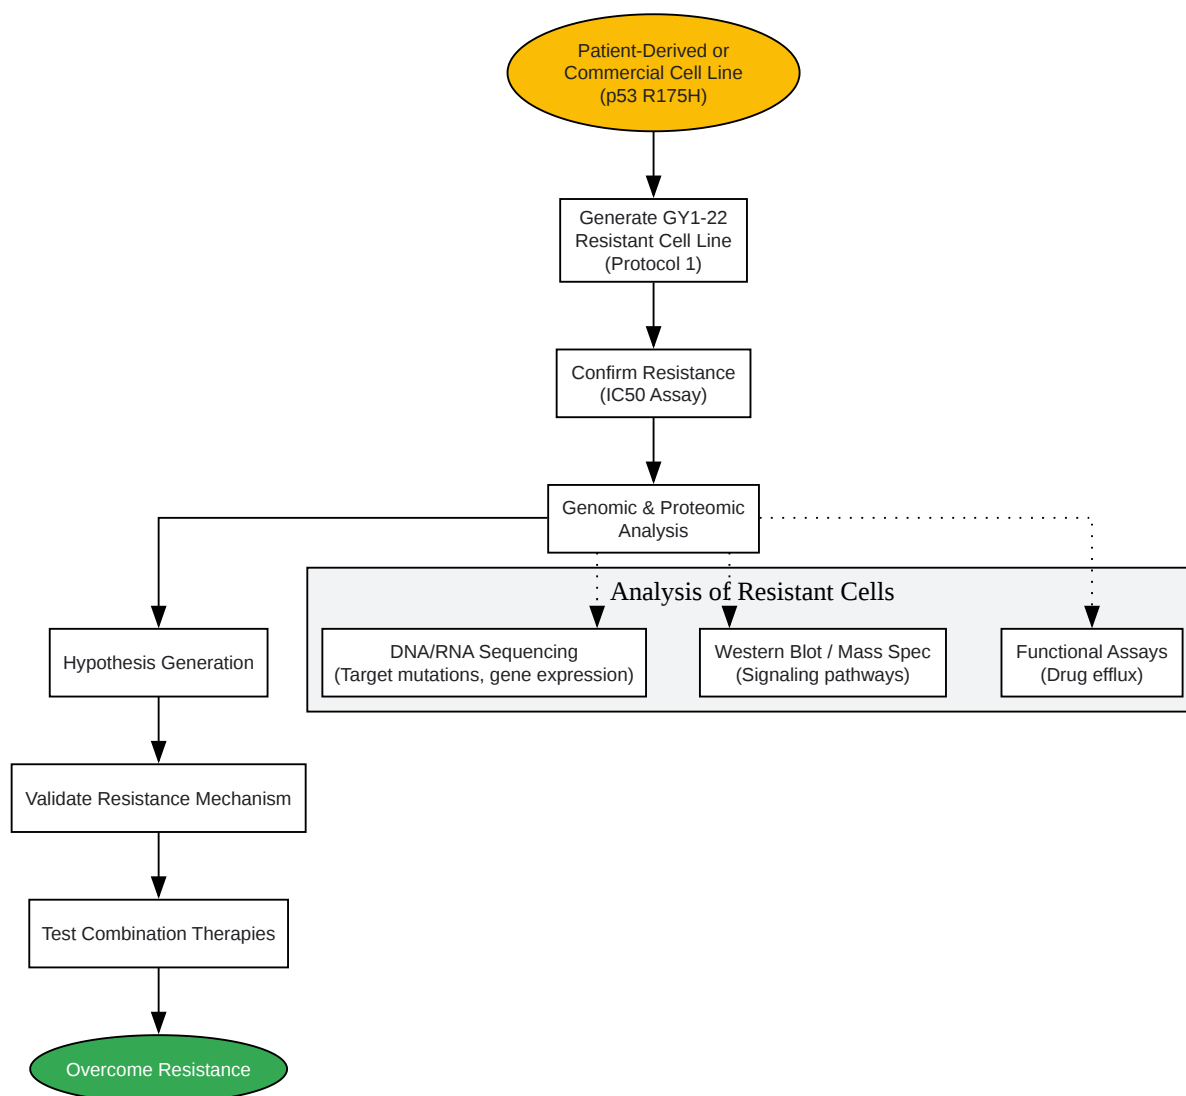 Patient-Derived or
Commercial Cell Line
(p53 R175H)
Generate GY1-22
Resistant Cell Line
(Protocol 1)
Confirm Resistance
(IC50 Assay)
Genomic & Proteomic
Analysis
Analysis of Resistant Cells
Hypothesis Generation
DNA/RNA Sequencing
(Target mutations, gene expression)
Western Blot / Mass Spec
(Signaling pathways)
Functional Assays
(Drug efflux)
Validate Resistance Mechanism
Test Combination Therapies
Overcome Resistance